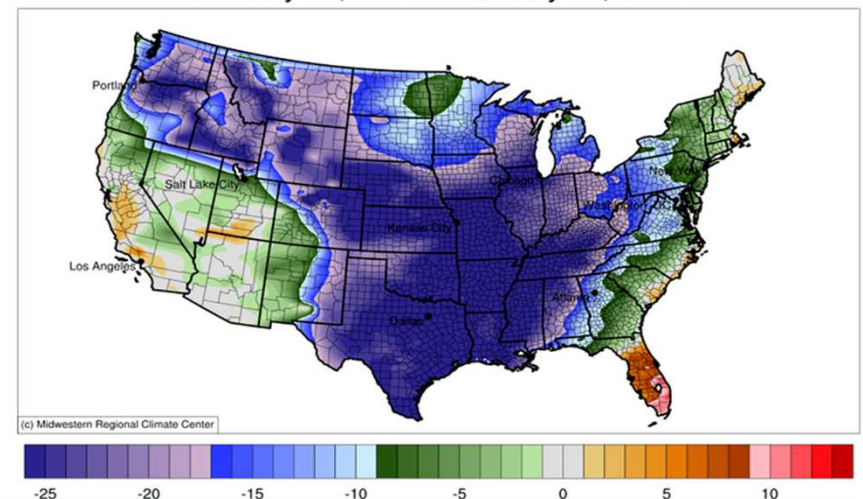 Portland
Salt Lake City
Los Angeles
Chicago
Kansas City
Dallas
Atlanta
Washington
New York
(c) Midwestern Regional Climate Center
-25 -20 -15 -10 -5 0 5 10